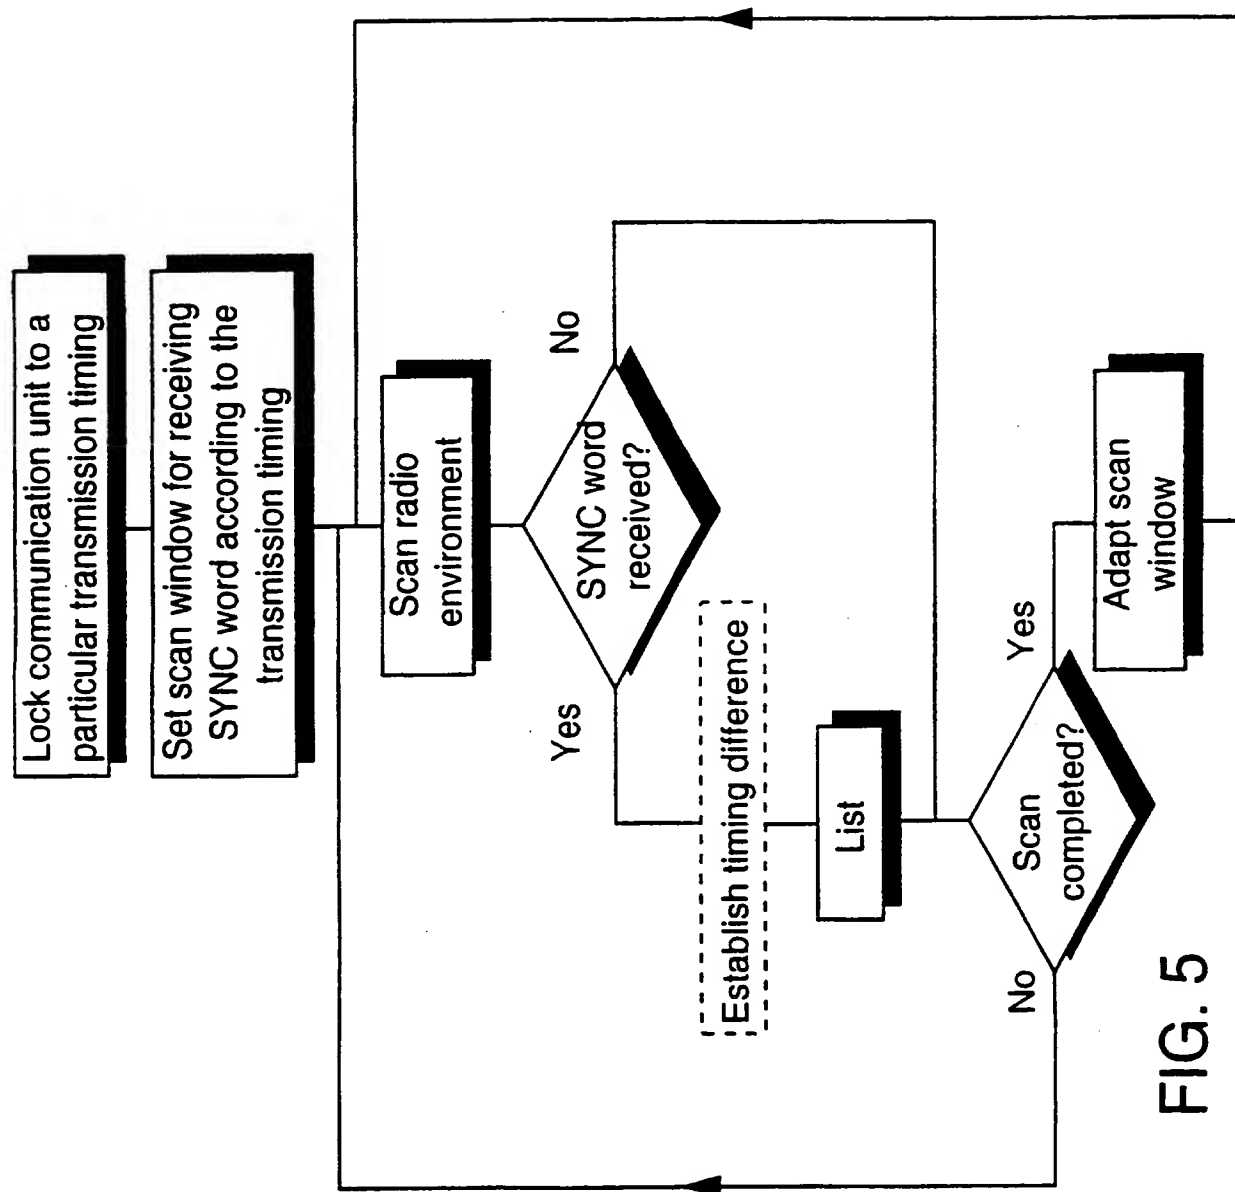 Lock communication unit to a
particular transmission timing
Set scan window for receiving
SYNC word according to the
transmission timing
Scan radio
environment
SYNC word
received?
No
Yes
Establish timing difference
List
Scan
completed?
Yes
No
Adapt scan
window
FIG. 5